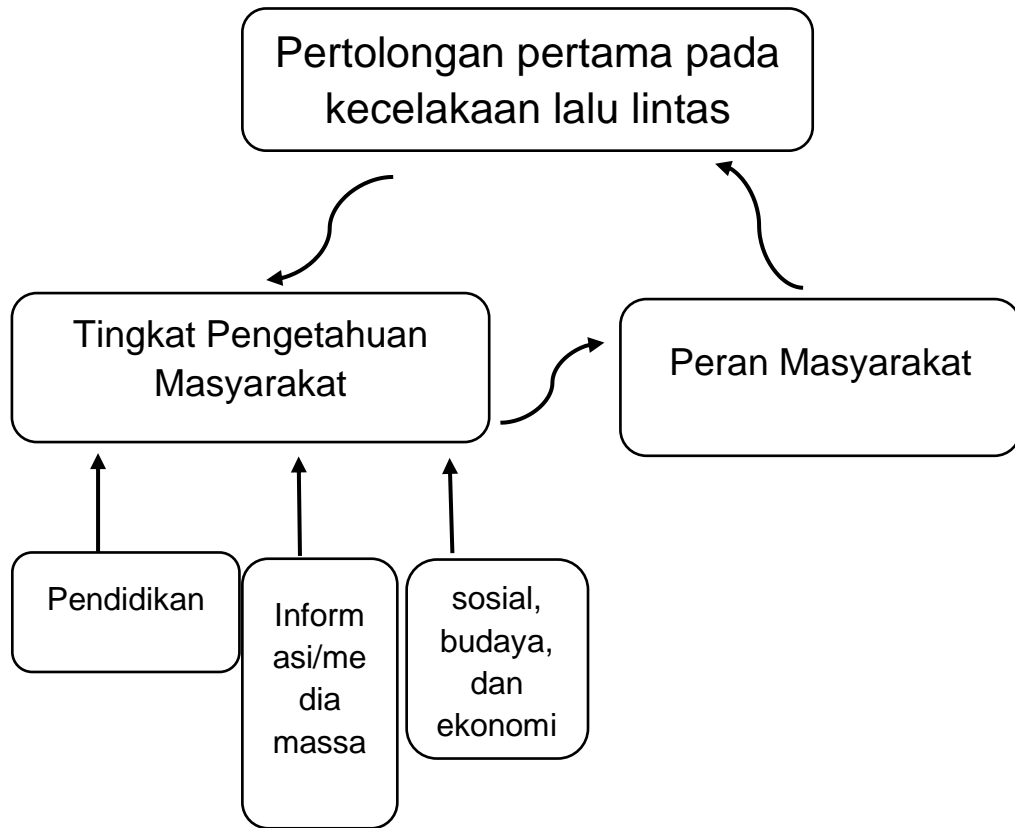 Pertolongan pertama pada
kecelakaan lalu lintas
Tingkat Pengetahuan
Masyarakat
Peran Masyarakat
Pendidikan
Inform
asi/me
dia
massa
sosial,
budaya,
dan
ekonomi